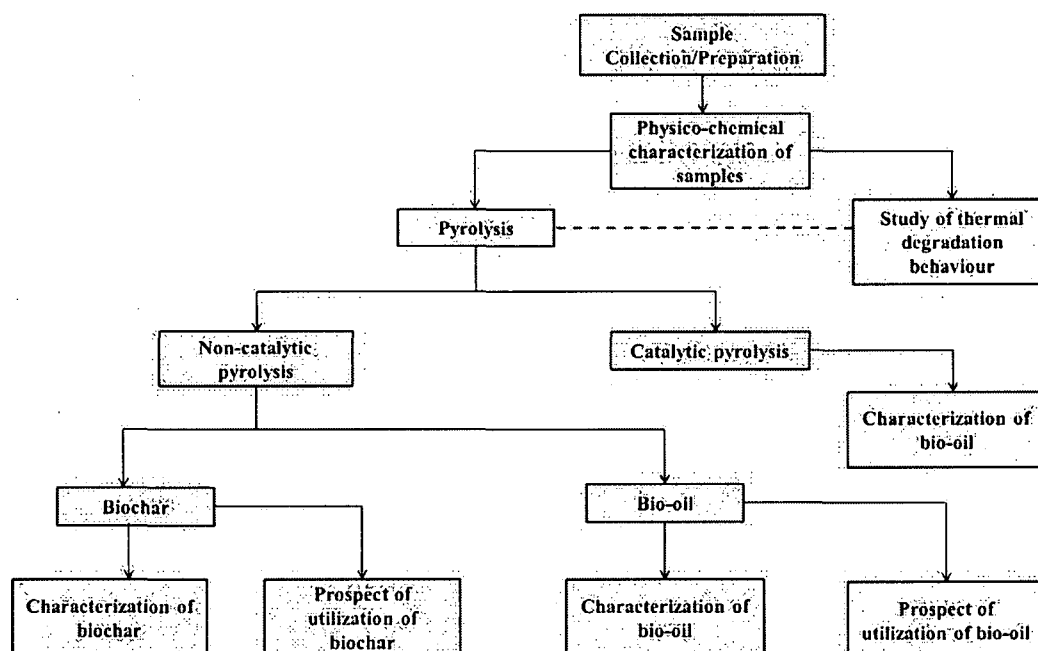 Sample
Collection/Preparation
Physico-chemical
characterization of
samples
Pyrolysis
Study of thermal
degradation
behaviour
Non-catalytic
pyrolysis
Catalytic pyrolysis
Characterization of
bio-oil
Biochar
Bio-oil
Characterization of
biochar
Prospect of
utilization of
biochar
Characterization of
bio-oil
Prospect of
utilization of bio-oil